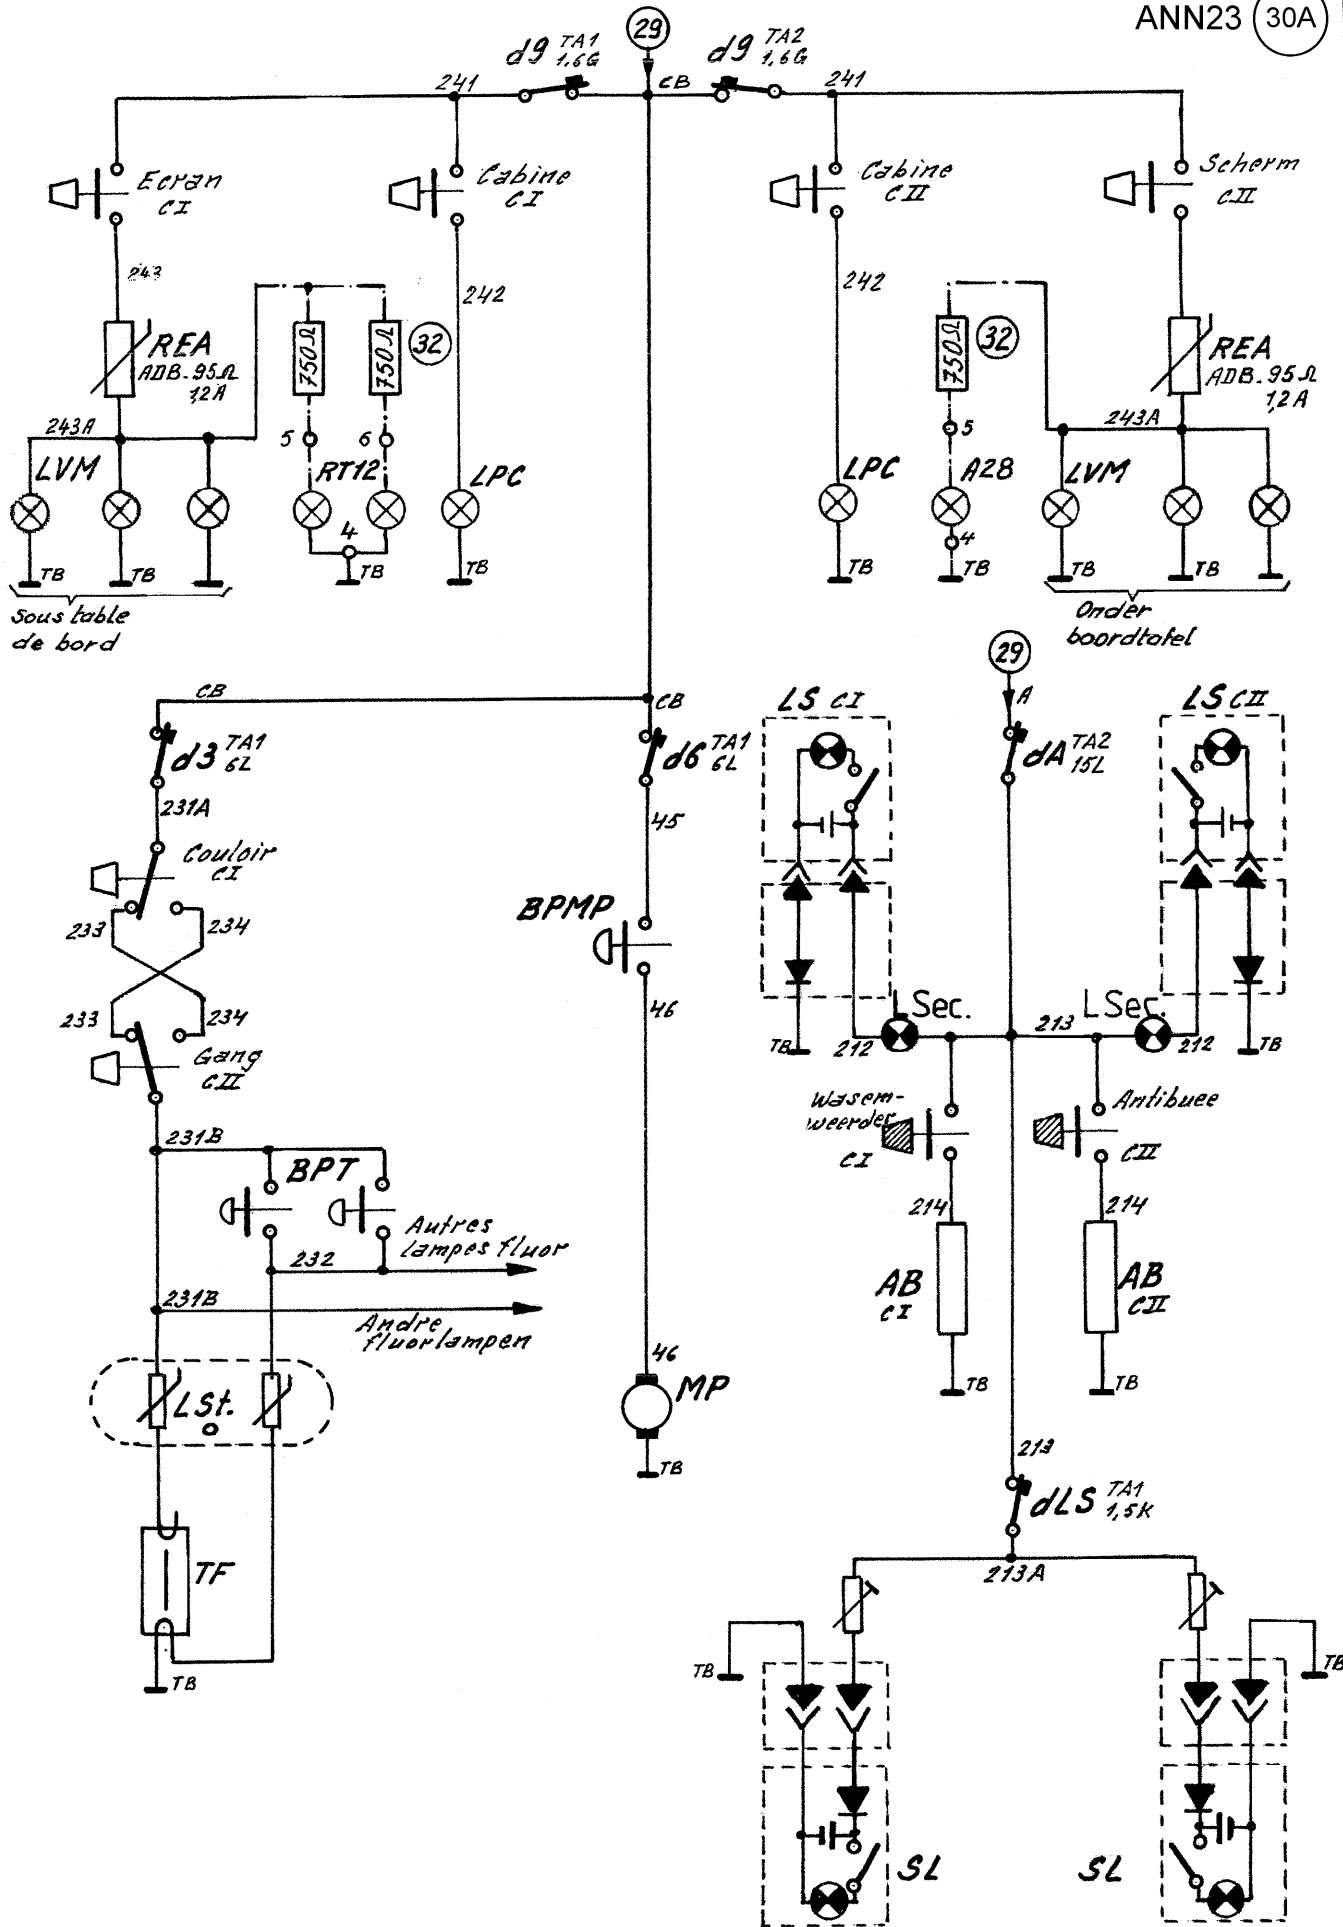 ANN23 30A
29
d9 TA1
1,6G
d9 TA2
1,6G
241
CB
241
Ecran
CI
Cabine
CI
Cabine
CII
Scherm
CII
243
242
242
REA
ADB. 95Ω
1,2A
750Ω
750Ω
32
750Ω
32
REA
ADB. 95Ω
1,2A
243A
5
6
5
243A
LVM
RT12
LPC
LPC
A28
LVM
4
4
TB
TB
TB
TB
TB
TB
TB
TB
Sous table
de bord
Onder
boordtafel
29
A
CB
CB
LS CI
LS CII
d3 TA1
6L
d6 TA1
6L
dA TA2
15L
231A
45
Couloir
CI
BPMP
233
234
46
233
234
L Sec.
213
L Sec.
TB
212
212
TB
Gang
CII
Wasem-
weerder
CI
Antibuee
CII
231B
BPT
214
214
Autres
lampes fluor
232
AB
CI
AB
CII
231B
Andre
fluorlampen
46
LSt.
MP
TB
TB
TB
213
dLS TA1
1,5K
TF
213A
TB
TB
TB
SL
SL